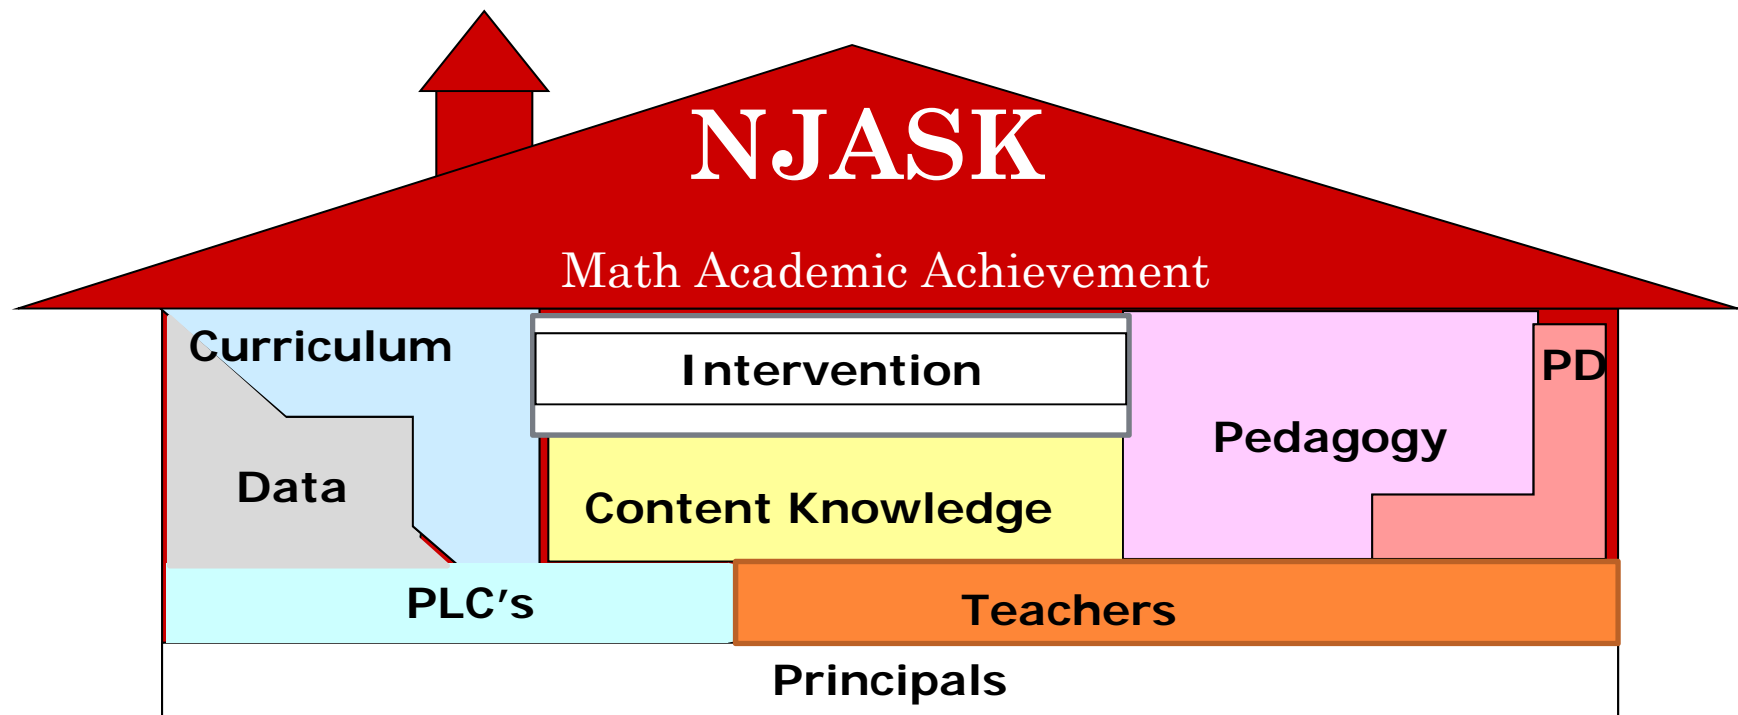 NJASK
Math Academic Achievement
Curriculum
Intervention
PD
Pedagogy
Data
Content Knowledge
PLC's
Teachers
Principals